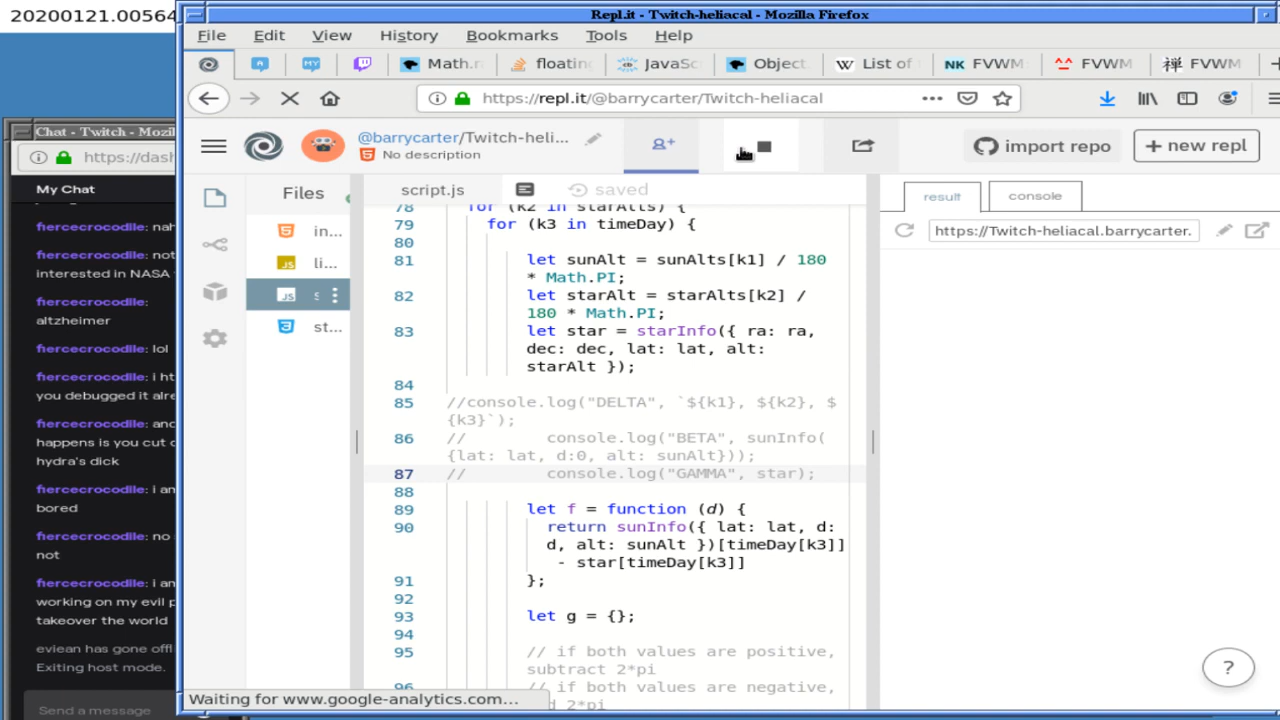 20200121.00564
Repl.it - Twitch-heliacal - Mozilla Firefox
File Edit View History Bookmarks Tools Help
Math.r
floating
JavaSc
Object
List of
NK FVWM
FVWM
禅 FVWM
https://repl.it/@barrycarter/Twitch-heliacal
Chat - Twitch - Mozil
https://dash
My Chat
fiercecrocodile: nah
fiercecrocodile: not
interested in NASA
fiercecrocodile:
altzheimer
fiercecrocodile: lol
fiercecrocodile: i ht
you debugged it alre
fiercecrocodile: and
happens is you cut c
hydra's dick
fiercecrocodile: i am
bored
fiercecrocodile: no
not
fiercecrocodile: i am
working on my evil p
takeover the world
eviean has gone offl
Exiting host mode.
Send a message
@barrycarter/Twitch-heli...
No description
import repo
+ new repl
Files
in...
JS li...
JS s
st...
script.js
saved
78 for (k2 in starAlts) {
79 for (k3 in timeDay) {
80
81 let sunAlt = sunAlts[k1] / 180
* Math.PI;
82 let starAlt = starAlts[k2] /
180 * Math.PI;
83 let star = starInfo({ ra: ra,
dec: dec, lat: lat, alt:
starAlt });
84
85 //console.log("DELTA", `${k1}, ${k2}, $
{k3}`);
86 // console.log("BETA", sunInfo(
{lat: lat, d:0, alt: sunAlt}));
87 // console.log("GAMMA", star);
88
89 let f = function (d) {
90 return sunInfo({ lat: lat, d:
d, alt: sunAlt })[timeDay[k3]]
- star[timeDay[k3]]
91 };
92
93 let g = {};
94
95 // if both values are positive,
subtract 2*pi
96 // if both values are negative,
d 2*pi
result
console
https://Twitch-heliacal.barrycarter.
?
Waiting for www.google-analytics.com...